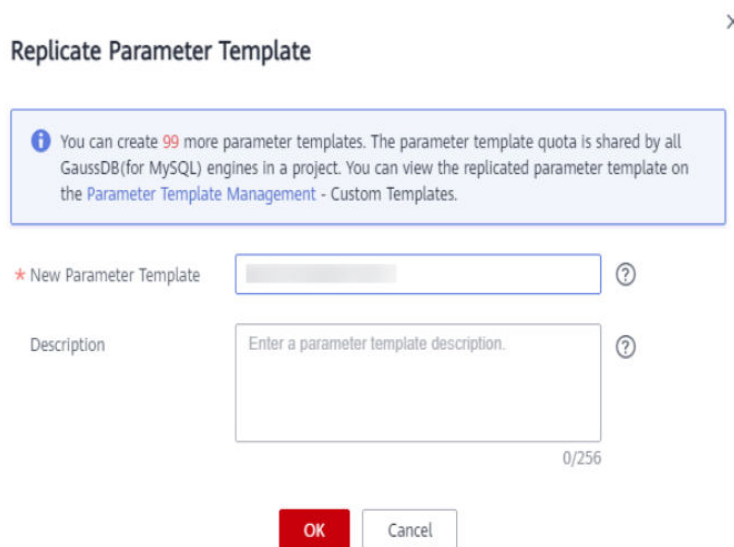 Replicate Parameter Template
You can create 99 more parameter templates. The parameter template quota is shared by all
GaussDB(for MySQL) engines in a project. You can view the replicated parameter template on
the Parameter Template Management - Custom Templates.
* New Parameter Template
Description
Enter a parameter template description.
0/256
OK Cancel